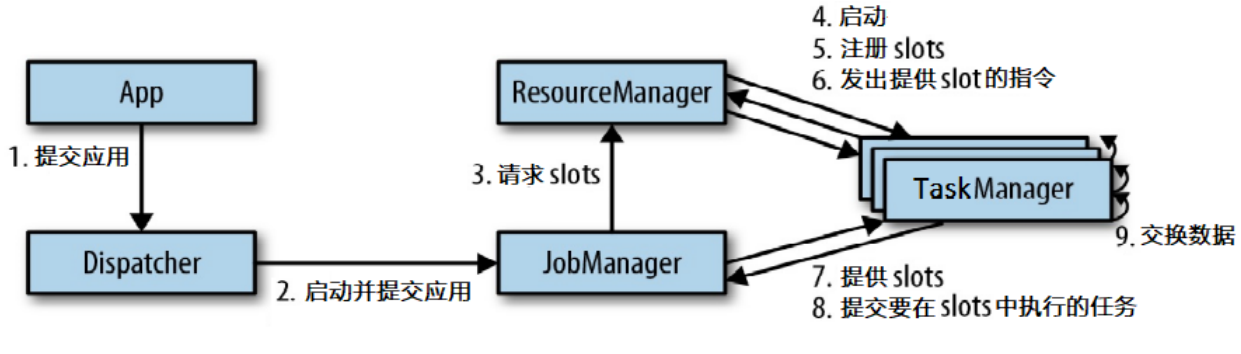 4. 启动
5. 注册 slots
6. 发出提供 slot 的指令
App
ResourceManager
1. 提交应用
3. 请求 slots
TaskManager
9. 交换数据
Dispatcher
JobManager
2. 启动并提交应用
7. 提供 slots
8. 提交要在 slots 中执行的任务